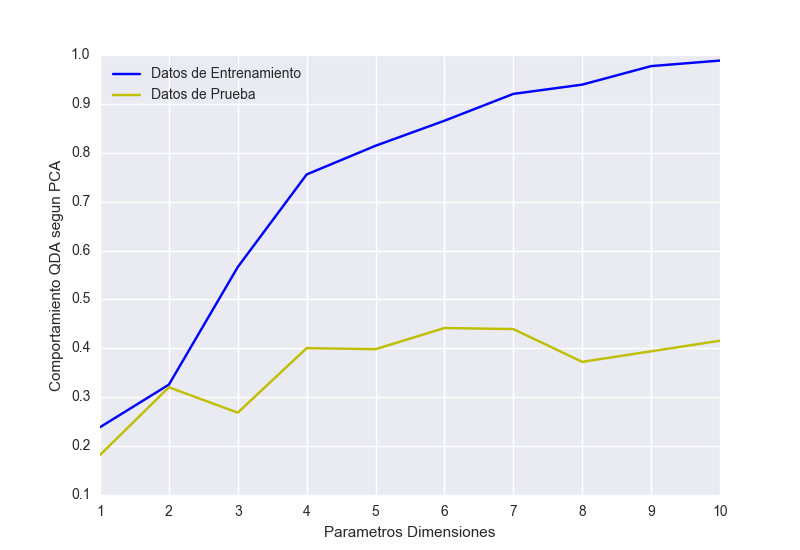 Datos de Entrenamiento
Datos de Prueba
Comportamiento QDA segun PCA
1.0
0.9
0.8
0.7
0.6
0.5
0.4
0.3
0.2
0.1
1 2 3 4 5 6 7 8 9 10
Parametros Dimensiones